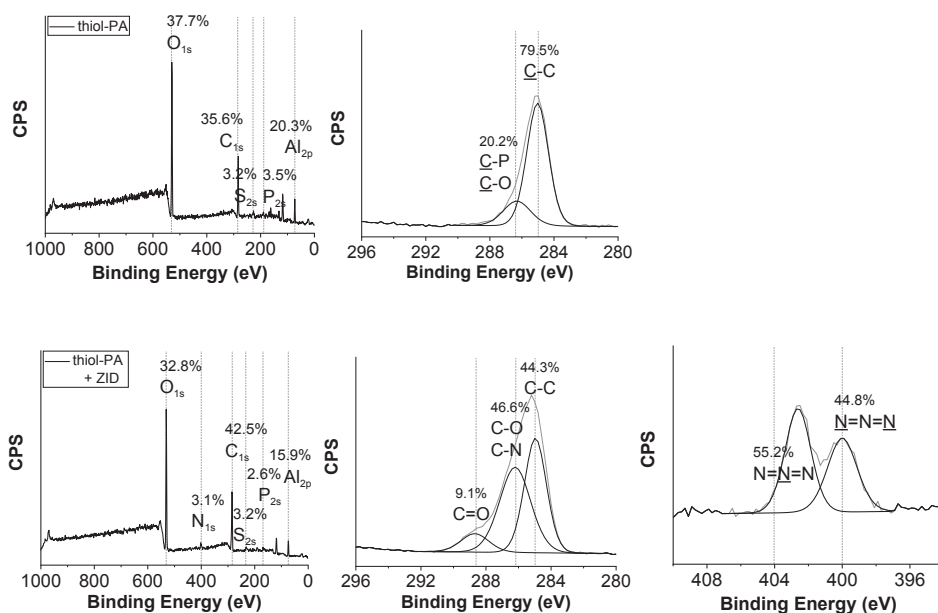 thiol-PA
37.7%
O1s
35.6%
C1s
3.2%
S2s
3.5%
P2s
20.3%
Al2p
CPS
1000 800 600 400 200 0
Binding Energy (eV)
79.5%
C-C
20.2%
C-P
C-O
CPS
296 292 288 284 280
Binding Energy (eV)
thiol-PA
+ ZID
32.8%
O1s
3.1%
N1s
42.5%
C1s
3.2%
S2s
2.6%
P2s
15.9%
Al2p
CPS
1000 800 600 400 200 0
Binding Energy (eV)
44.3%
C-C
46.6%
C-O
C-N
9.1%
C=O
CPS
296 292 288 284 280
Binding Energy (eV)
44.8%
N=N=N
55.2%
N=N=N
CPS
408 404 400 396
Binding Energy (eV)